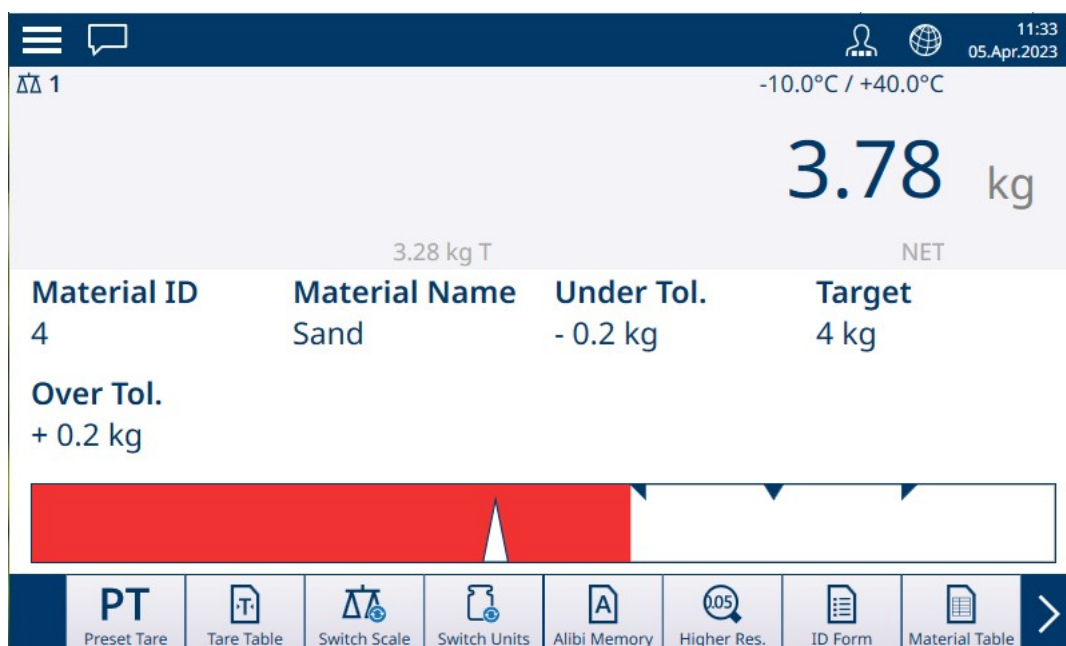 11:33
05.Apr.2023
1
-10.0°C / +40.0°C
3.78 kg
3.28 kg T NET
Material ID Material Name Under Tol. Target
4 Sand - 0.2 kg 4 kg
Over Tol.
+ 0.2 kg
PT T A 0.05
Preset Tare Tare Table Switch Scale Switch Units Alibi Memory Higher Res. ID Form Material Table